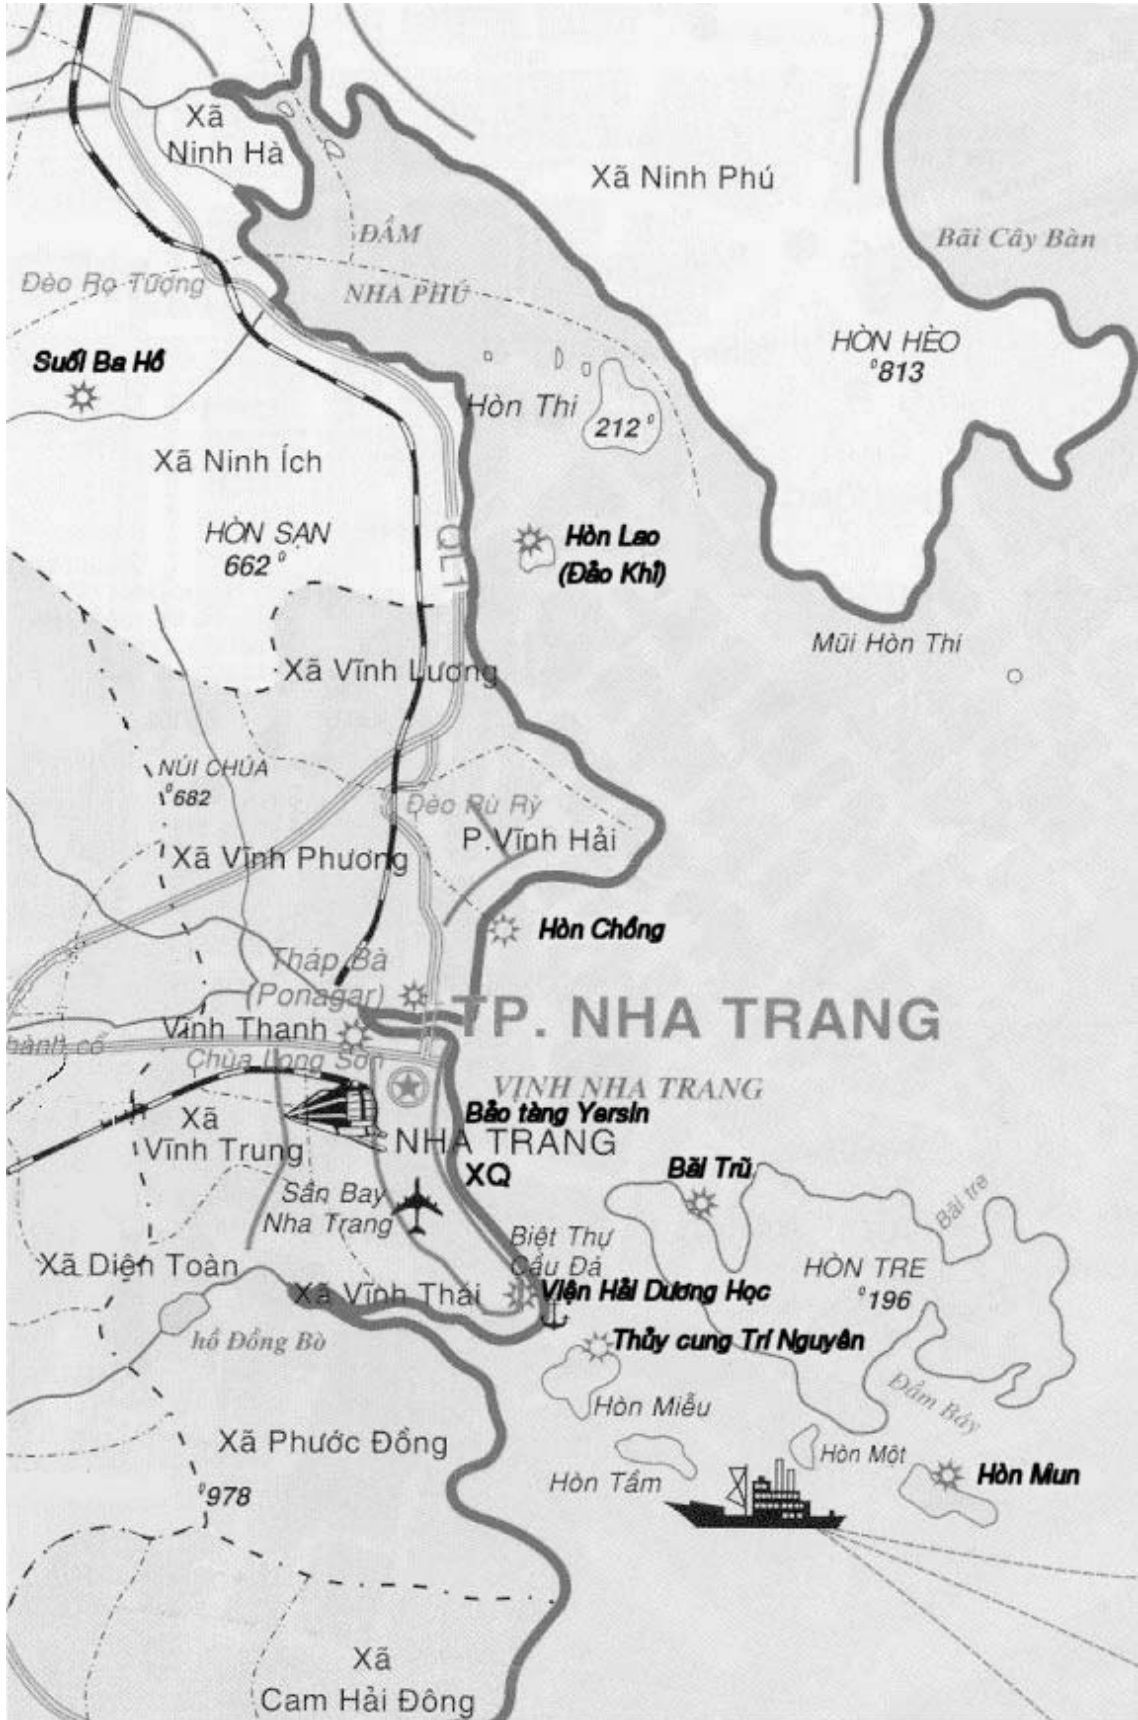 Xã
Ninh Hà
Xã Ninh Phú
ĐẦM
Bãi Cây Bàn
Đèo Rọ Tượng
NHA PHÚ
Suối Ba Hồ
HÒN HÈO
813
Hòn Thi
212
Xã Ninh Ích
HÒN SAN
662
QL1
Hòn Lao
(Đảo Khỉ)
Mũi Hòn Thi
Xã Vĩnh Lương
NÚI CHÚA
682
Đèo Rù Rỳ
P.Vĩnh Hải
Xã Vĩnh Phương
Hòn Chồng
Tháp Bà
(Ponagar)
TP. NHA TRANG
Vĩnh Thạnh
hành cổ
Chùa Long Sơn
VỊNH NHA TRANG
Bảo tàng Yersin
Xã
Vĩnh Trung
NHA TRANG
XQ
Bãi Trũ
Sân Bay
Nha Trang
Bãi tre
Biệt Thự
Cầu Đá
Xã Diên Toàn
HÒN TRE
196
Xã Vĩnh Thái
Viện Hải Dương Học
hồ Đồng Bò
Thủy cung Trí Nguyên
Đầm Bảy
Hòn Miễu
Xã Phước Đồng
Hòn Một
Hòn Tầm
Hòn Mun
978
Xã
Cam Hải Đông